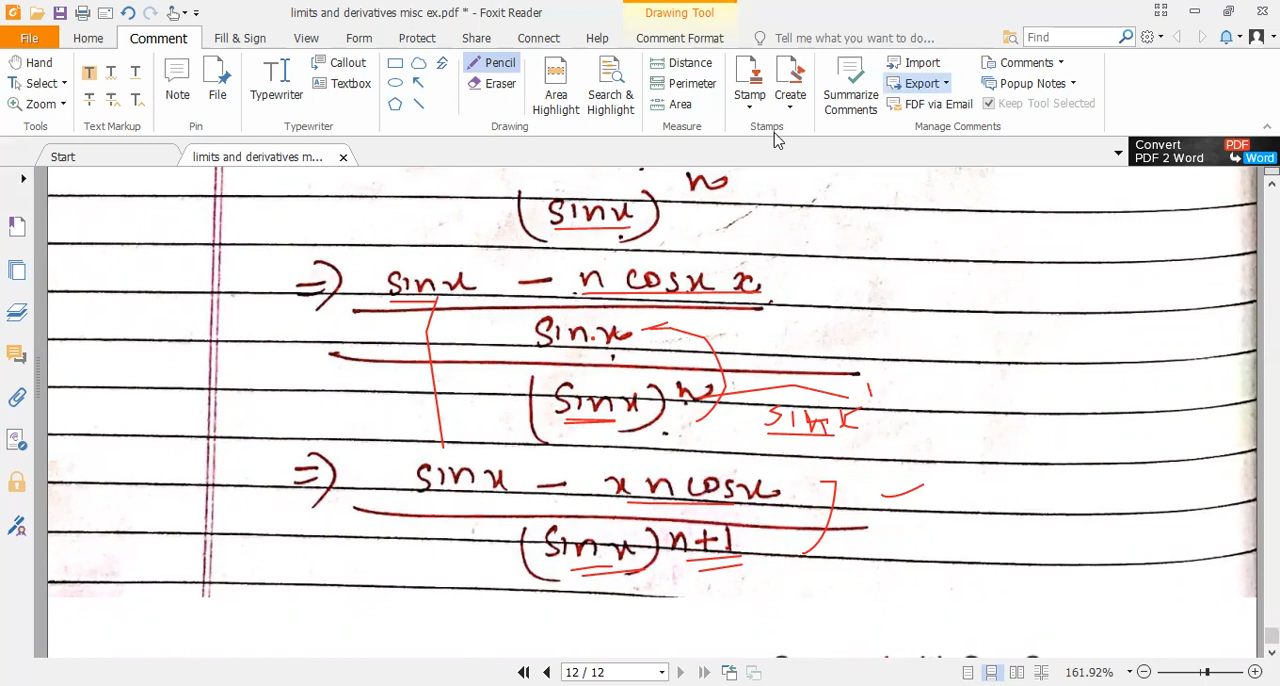 limits and derivatives misc ex.pdf * - Foxit Reader
Drawing Tool
File Home Comment Fill & Sign View Form Protect Share Connect Help Comment Format Tell me what you want to do... Find
Hand
Select
Zoom
Tools
T T T
T T T
Text Markup
Note File
Pin
Typewriter
Callout
Textbox
Typewriter
Pencil
Eraser
Area Highlight
Search & Highlight
Drawing
Distance
Perimeter
Area
Measure
Stamp Create
Stamps
Summarize Comments
Import
Export
FDF via Email
Comments
Popup Notes
Keep Tool Selected
Manage Comments
Start limits and derivatives m...
Convert PDF
PDF 2 Word Word
n
(sinx)
=> sinx - n cosx x
sin.x
(sinx) n
sinx 1
=> sinx - x n cosx
(sinx) n+1
12 / 12 161.92%